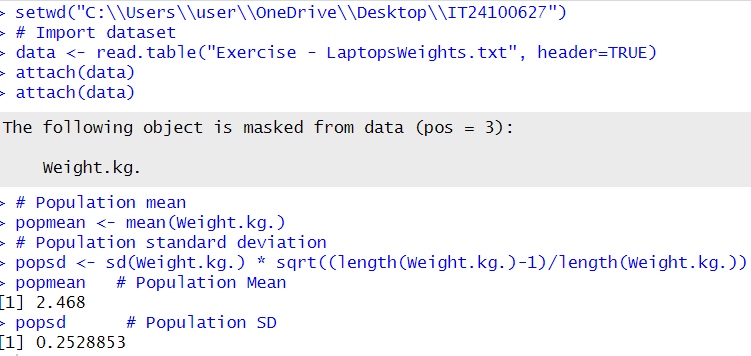 > setwd("C:\\Users\\user\\OneDrive\\Desktop\\IT24100627")
> # Import dataset
> data <- read.table("Exercise - LaptopsWeights.txt", header=TRUE)
> attach(data)
> attach(data)
The following object is masked from data (pos = 3):
    Weight.kg.
> # Population mean
> popmean <- mean(Weight.kg.)
> # Population standard deviation
> popsd <- sd(Weight.kg.) * sqrt((length(Weight.kg.)-1)/length(Weight.kg.))
> popmean   # Population Mean
[1] 2.468
> popsd      # Population SD
[1] 0.2528853